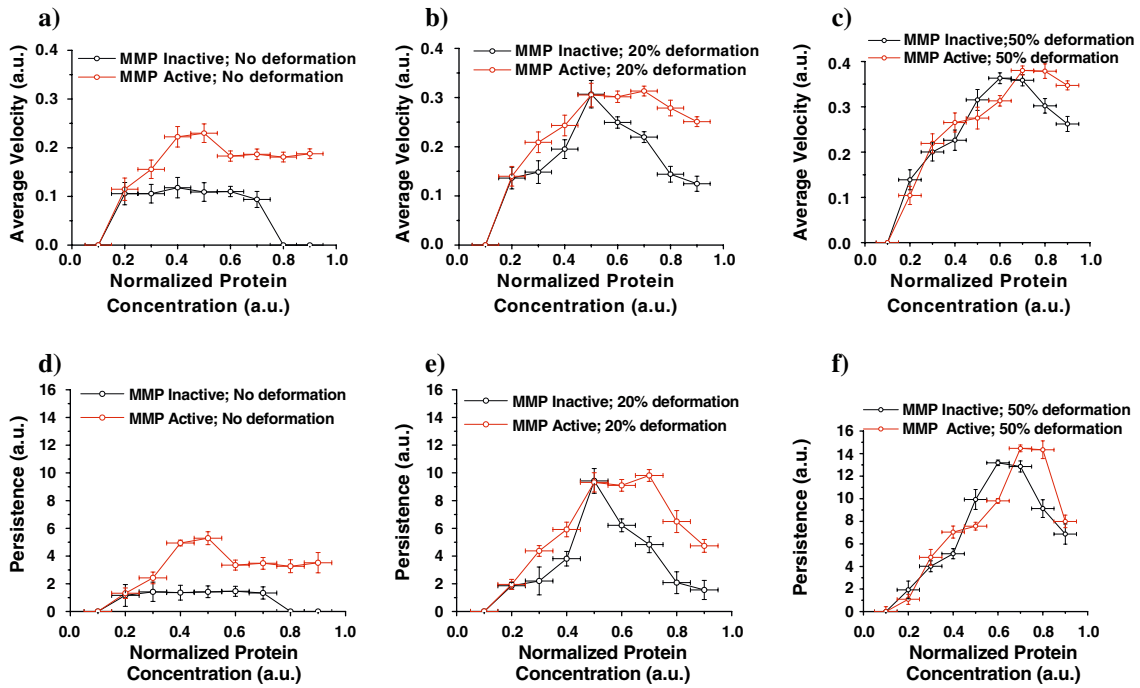 a)
MMP Inactive; No deformation
MMP Active; No deformation
Average Velocity (a.u.)
0.4
0.3
0.2
0.1
0.0
0.0 0.2 0.4 0.6 0.8 1.0
Normalized Protein
Concentration (a.u.)
b)
MMP Inactive; 20% deformation
MMP Active; 20% deformation
Average Velocity (a.u.)
0.4
0.3
0.2
0.1
0.0
0.0 0.2 0.4 0.6 0.8 1.0
Normalized Protein
Concentration (a.u.)
c)
MMP Inactive;50% deformation
MMP Active; 50% deformation
Average Velocity (a.u.)
0.4
0.3
0.2
0.1
0.0
0.0 0.2 0.4 0.6 0.8 1.0
Normalized Protein
Concentration (a.u.)
d)
MMP Inactive; No deformation
MMP Active; No deformation
Persistence (a.u.)
16
14
12
10
8
6
4
2
0
0.0 0.2 0.4 0.6 0.8 1.0
Normalized Protein
Concentration (a.u.)
e)
MMP Inactive; 20% deformation
MMP Active; 20% deformation
Persistence (a.u.)
16
14
12
10
8
6
4
2
0
0.0 0.2 0.4 0.6 0.8 1.0
Normalized Protein
Concentration (a.u.)
f)
MMP Inactive; 50% deformation
MMP Active; 50% deformation
Persistence (a.u.)
16
14
12
10
8
6
4
2
0
0.0 0.2 0.4 0.6 0.8 1.0
Normalized Protein
Concentration (a.u.)